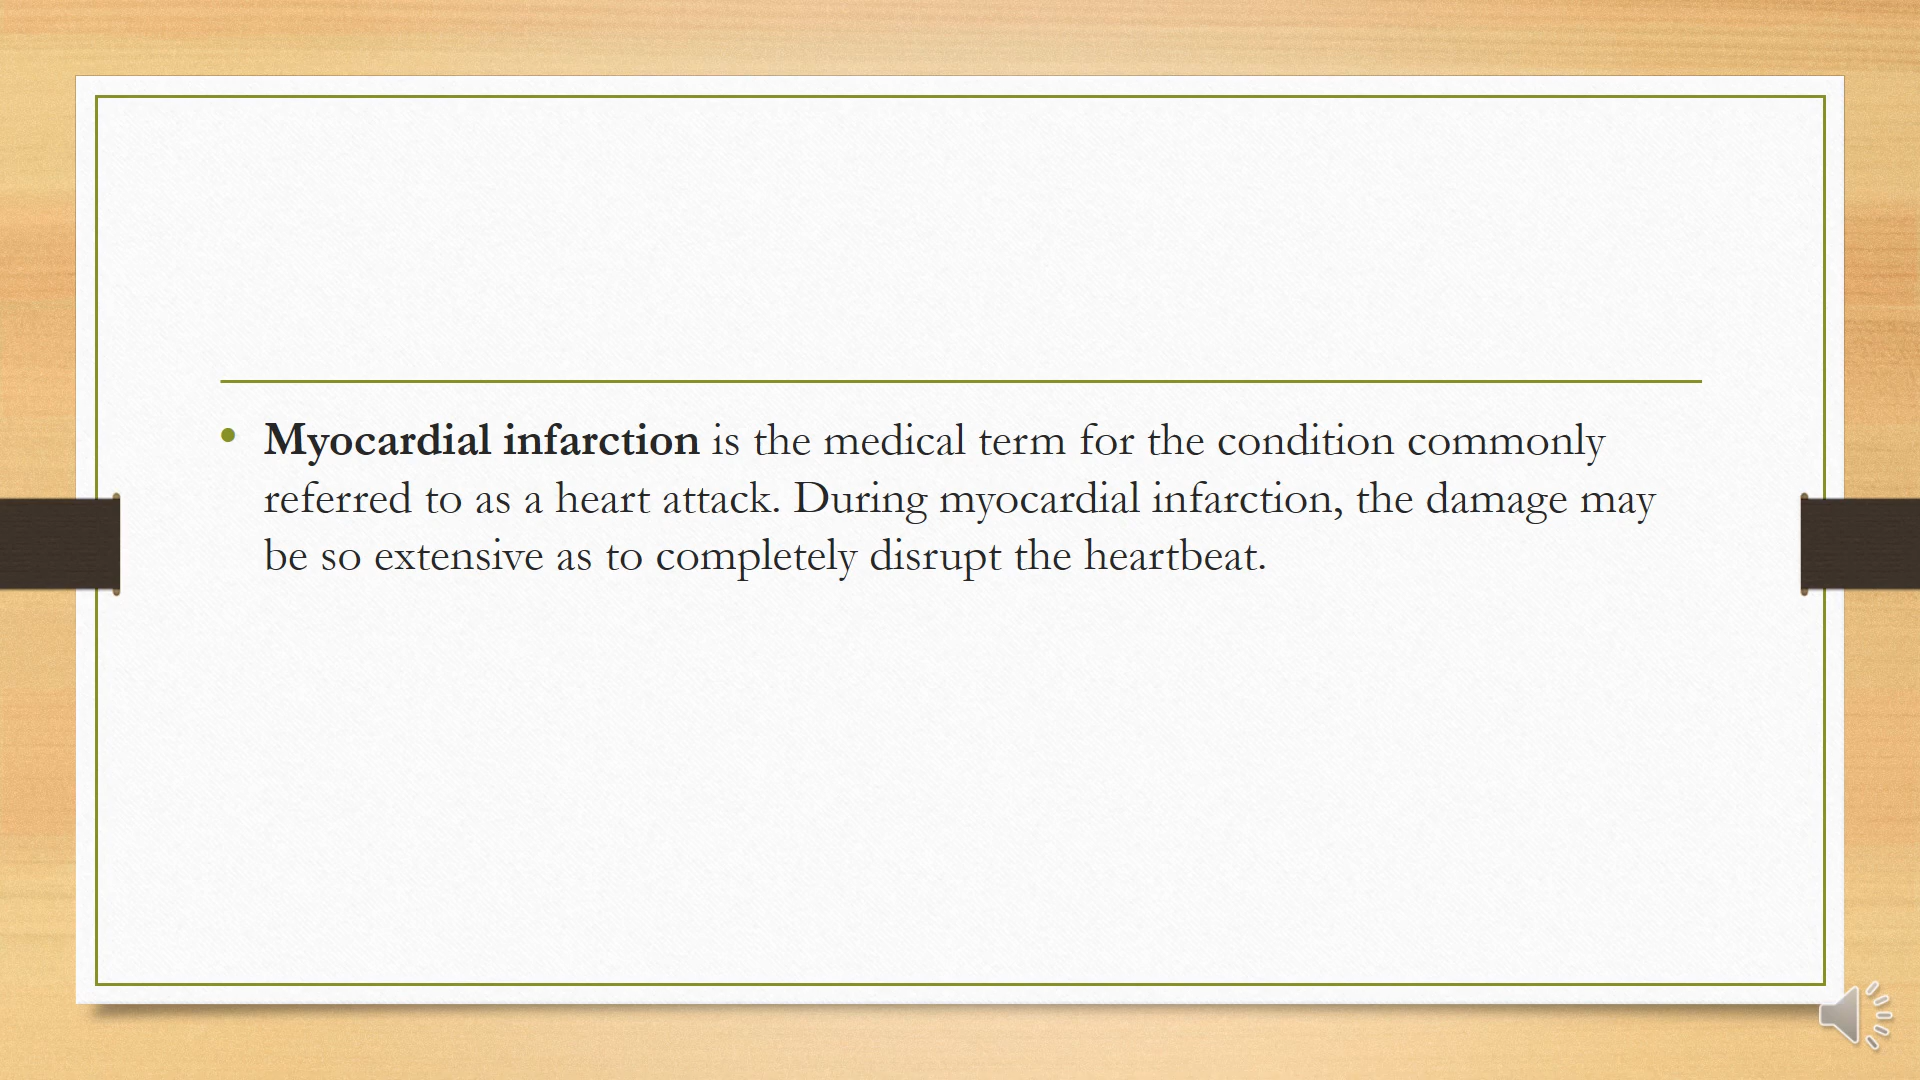 • Myocardial infarction is the medical term for the condition commonly
referred to as a heart attack. During myocardial infarction, the damage may
be so extensive as to completely disrupt the heartbeat.